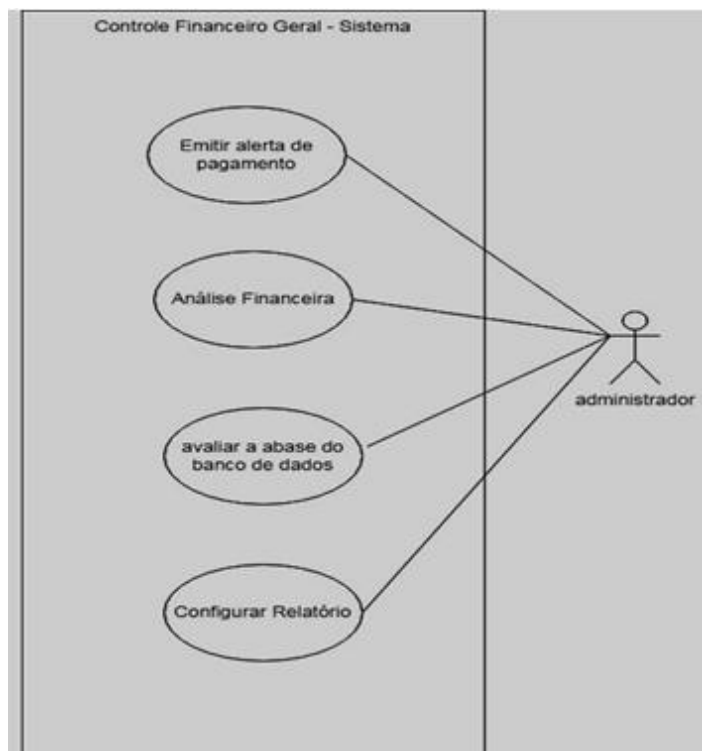 Controle Financeiro Geral - Sistema
Emitir alerta de
pagamento
Análise Financeira
administrador
avaliar a abase do
banco de dados
Configurar Relatório